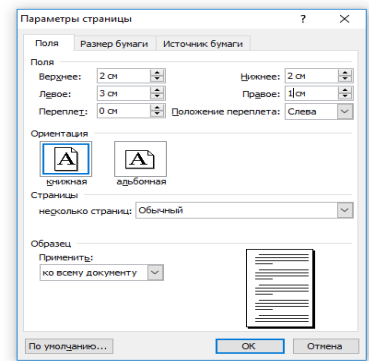 Параметры страницы ? ×
Поля Размер бумаги Источник бумаги
Поля
Верхнее: 2 см Нижнее: 2 см
Левое: 3 см Правое: 1 см
Переплет: 0 см Положение переплета: Слева
Ориентация
A A
книжная альбонная
Страницы
несколько страниц: Обычный
Образец
Применить:
ко всему документу
По умолчанию... ОК Отмена